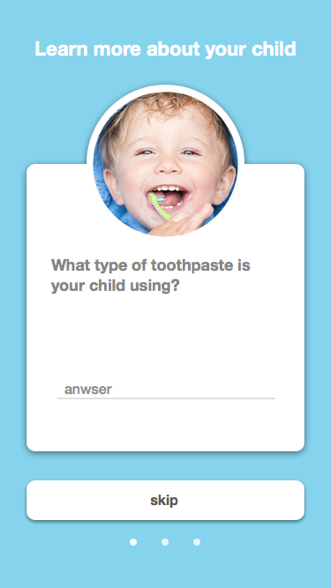 Learn more about your child
What type of toothpaste is
your child using?
anwser
skip